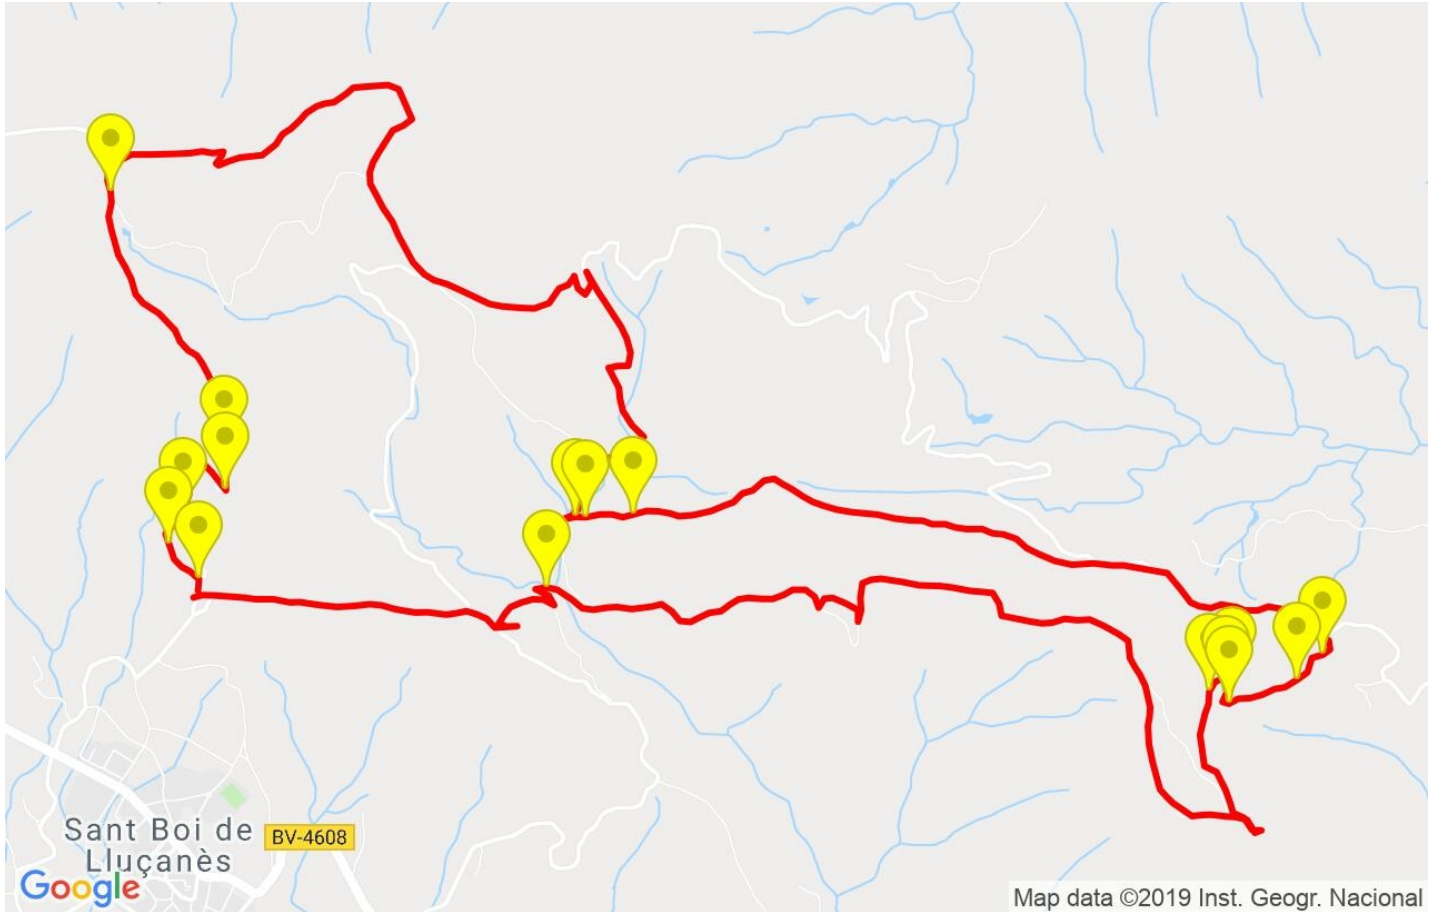 Sant Boi de
Lluçanès
BV-4608
Google
Map data ©2019 Inst. Geogr. Nacional